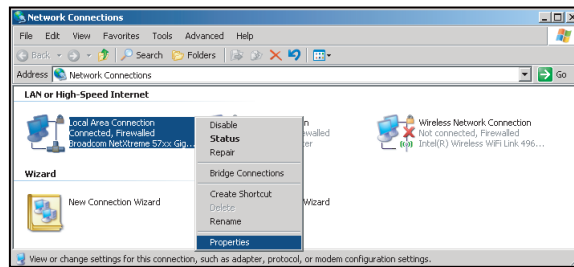 Network Connections
File Edit View Favorites Tools Advanced Help
Back Search Folders
Address Network Connections Go
LAN or High-Speed Internet
Local Area Connection
Connected, Firewalled
Broadcom NetXtreme 57xx Gig...
Disable
Status
Repair
Bridge Connections
Create Shortcut
Delete
Rename
Properties
Wireless Network Connection
Not connected, Firewalled
Intel(R) Wireless WiFi Link 496...
Wizard
New Connection Wizard
Wizard
View or change settings for this connection, such as adapter, protocol, or modem configuration settings.